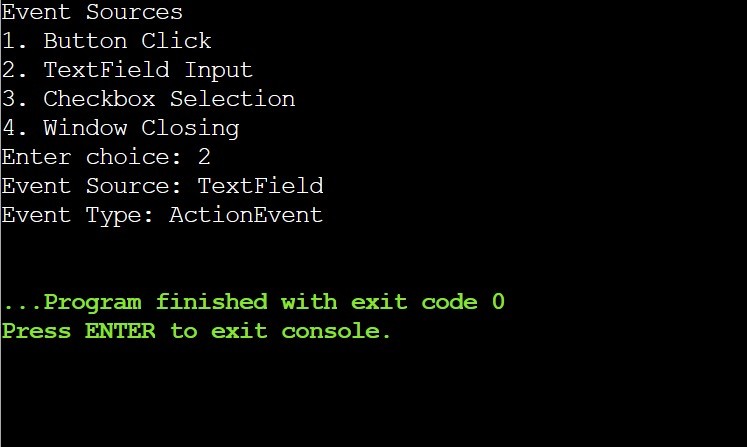 Event Sources
1. Button Click
2. TextField Input
3. Checkbox Selection
4. Window Closing
Enter choice: 2
Event Source: TextField
Event Type: ActionEvent
...Program finished with exit code 0
Press ENTER to exit console.